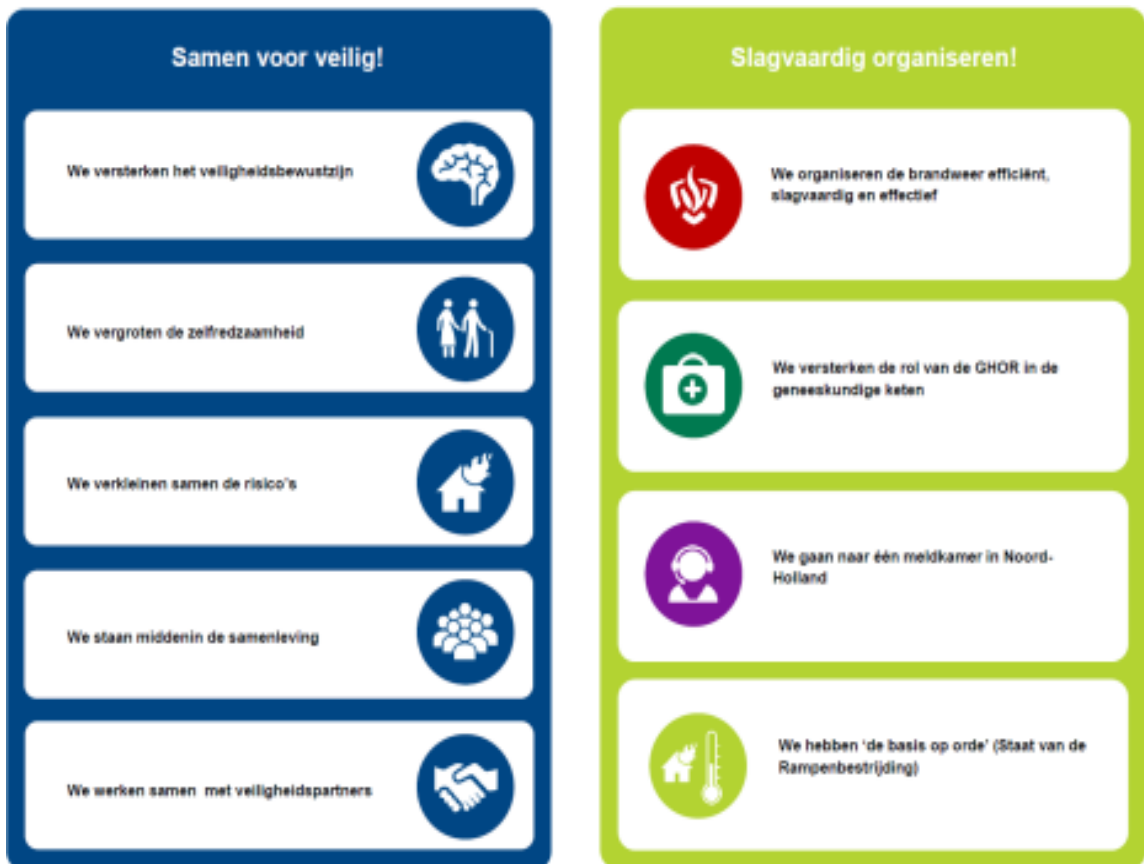 Samen voor veilig!
We versterken het veiligheidsbewustzijn
We vergroten de zelfredzaamheid
We verkleinen samen de risico's
We staan middenin de samenleving
We werken samen met veiligheidspartners
Slagvaardig organiseren!
We organiseren de brandweer efficiënt,
slagvaardig en effectief
We versterken de rol van de GHOR in de
geneeskundige keten
We gaan naar één meldkamer in Noord-
Holland
We hebben ‘de basis op orde’ (Staat van de
Rampenbestrijding)